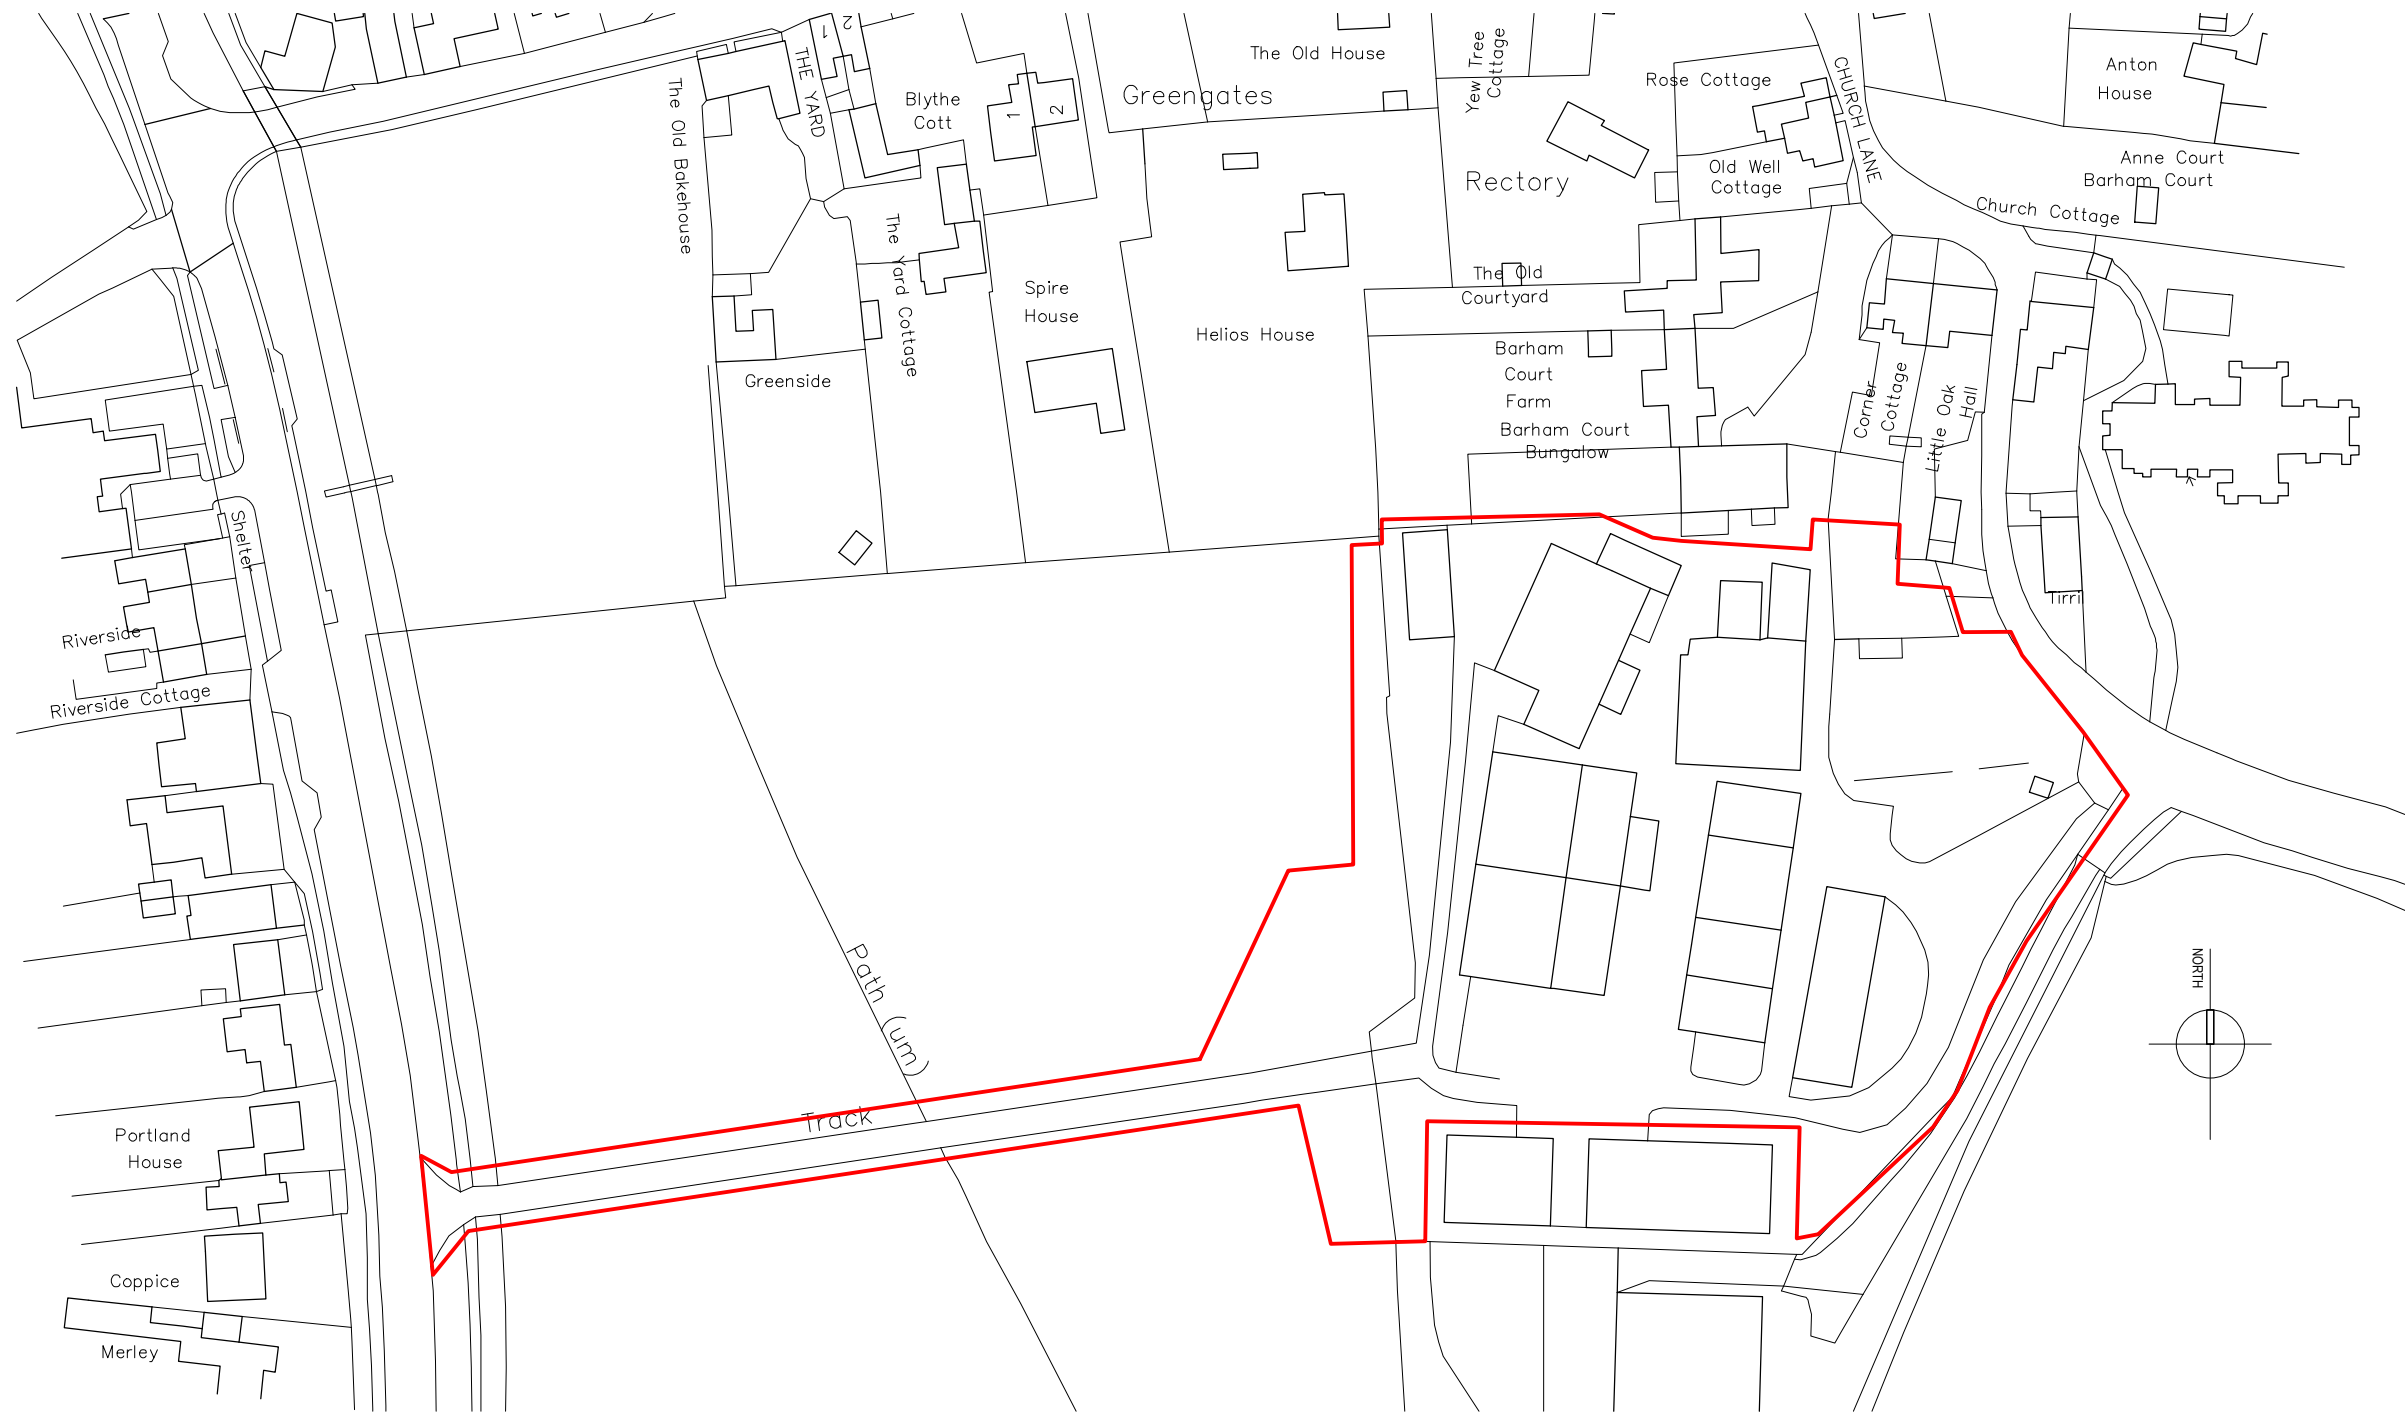 1
2
THE YARD
The Old Bakehouse
Blythe
Cott
1
2
The Old House
Greengates
Yew Tree
Cottage
Rose Cottage
CHURCH LANE
Anton
House
Rectory
Old Well
Cottage
Anne Court
Barham Court
Church Cottage
The Yard Cottage
Spire
House
Helios House
The Old
Courtyard
Greenside
Barham
Court
Farm
Barham Court
Bungalow
Corner
Cottage
Little Oak
Hall
Shelter
Riverside
Riverside Cottage
Tirri
Path (um)
Track
NORTH
Portland
House
Coppice
Merley